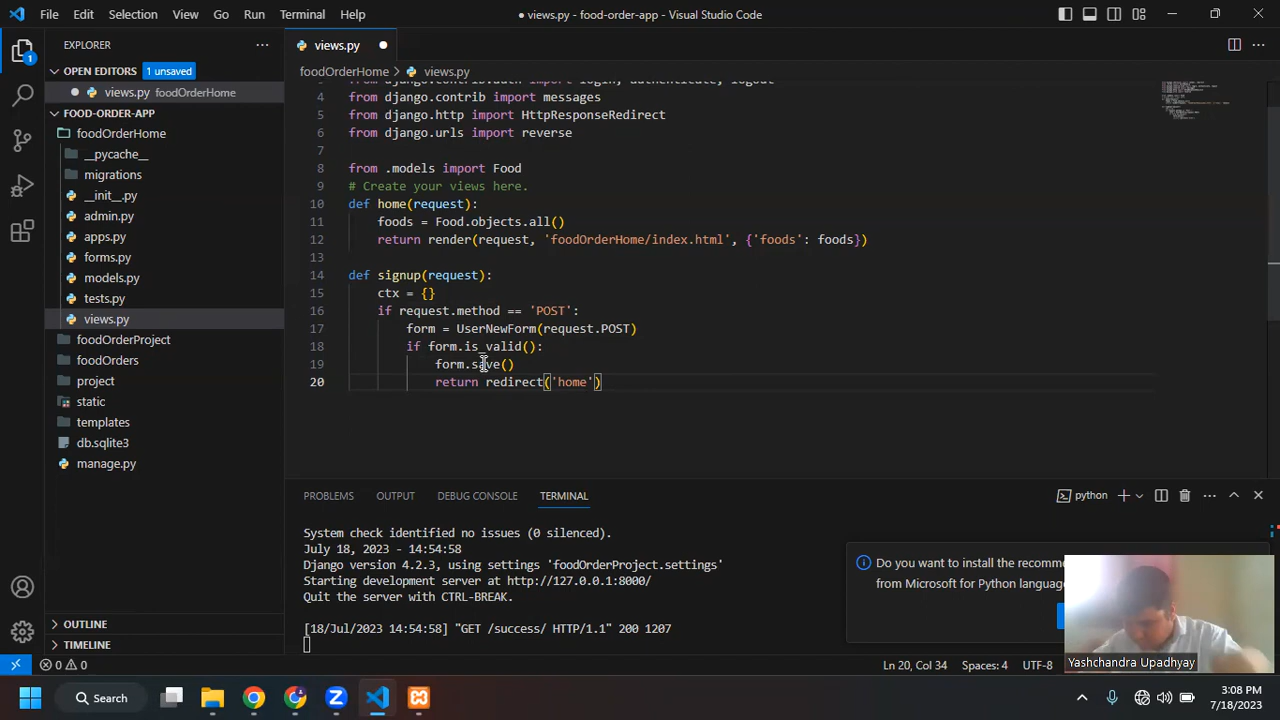 File Edit Selection View Go Run Terminal Help
● views.py - food-order-app - Visual Studio Code
EXPLORER
OPEN EDITORS 1 unsaved
views.py foodOrderHome
FOOD-ORDER-APP
foodOrderHome
__pycache__
migrations
__init__.py
admin.py
apps.py
forms.py
models.py
tests.py
views.py
foodOrderProject
foodOrders
project
static
templates
db.sqlite3
manage.py
OUTLINE
TIMELINE
views.py
foodOrderHome > views.py
from django.contrib.auth import login, authenticate, logout
4 from django.contrib import messages
5 from django.http import HttpResponseRedirect
6 from django.urls import reverse
7
8 from .models import Food
9 # Create your views here.
10 def home(request):
11 foods = Food.objects.all()
12 return render(request, 'foodOrderHome/index.html', {'foods': foods})
13
14 def signup(request):
15 ctx = {}
16 if request.method == 'POST':
17 form = UserNewForm(request.POST)
18 if form.is_valid():
19 form.save()
20 return redirect('home')
PROBLEMS OUTPUT DEBUG CONSOLE TERMINAL
python
System check identified no issues (0 silenced).
July 18, 2023 - 14:54:58
Django version 4.2.3, using settings 'foodOrderProject.settings'
Starting development server at http://127.0.0.1:8000/
Quit the server with CTRL-BREAK.
[18/Jul/2023 14:54:58] "GET /success/ HTTP/1.1" 200 1207
Do you want to install the recomme
from Microsoft for Python languag
Yashchandra Upadhyay
0 0
Ln 20, Col 34 Spaces: 4 UTF-8
Search
3:08 PM
7/18/2023